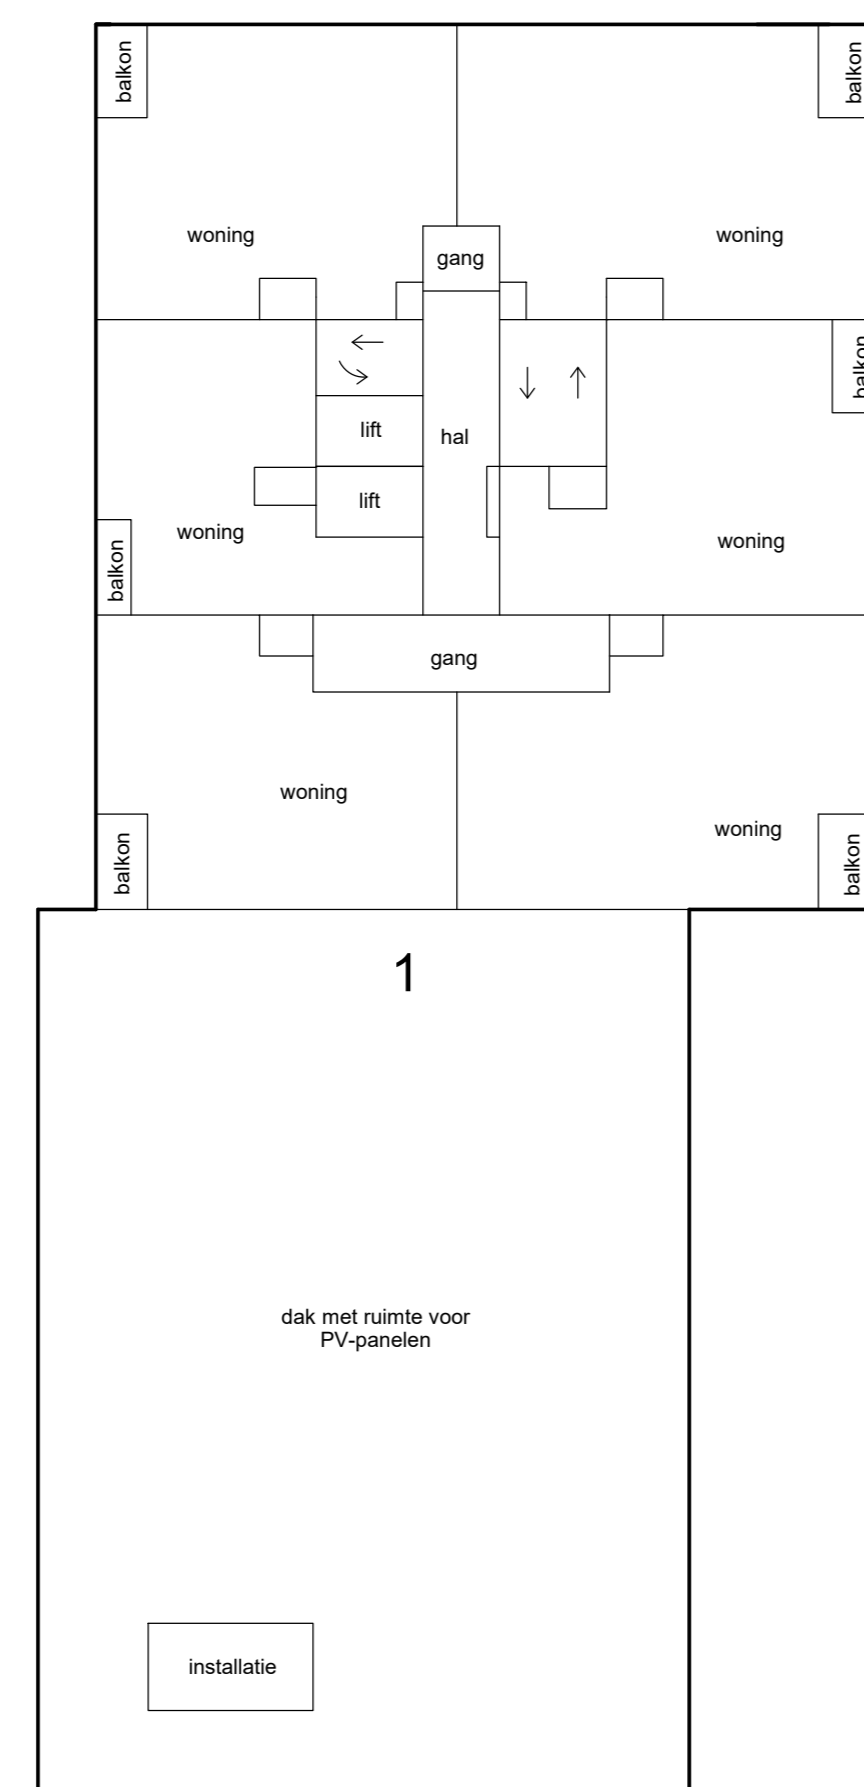 balkon
balkon
woning
woning
gang
balkon
lift
hal
lift
woning
woning
balkon
gang
woning
woning
balkon
balkon
1
dak met ruimte voor
PV-panelen
installatie